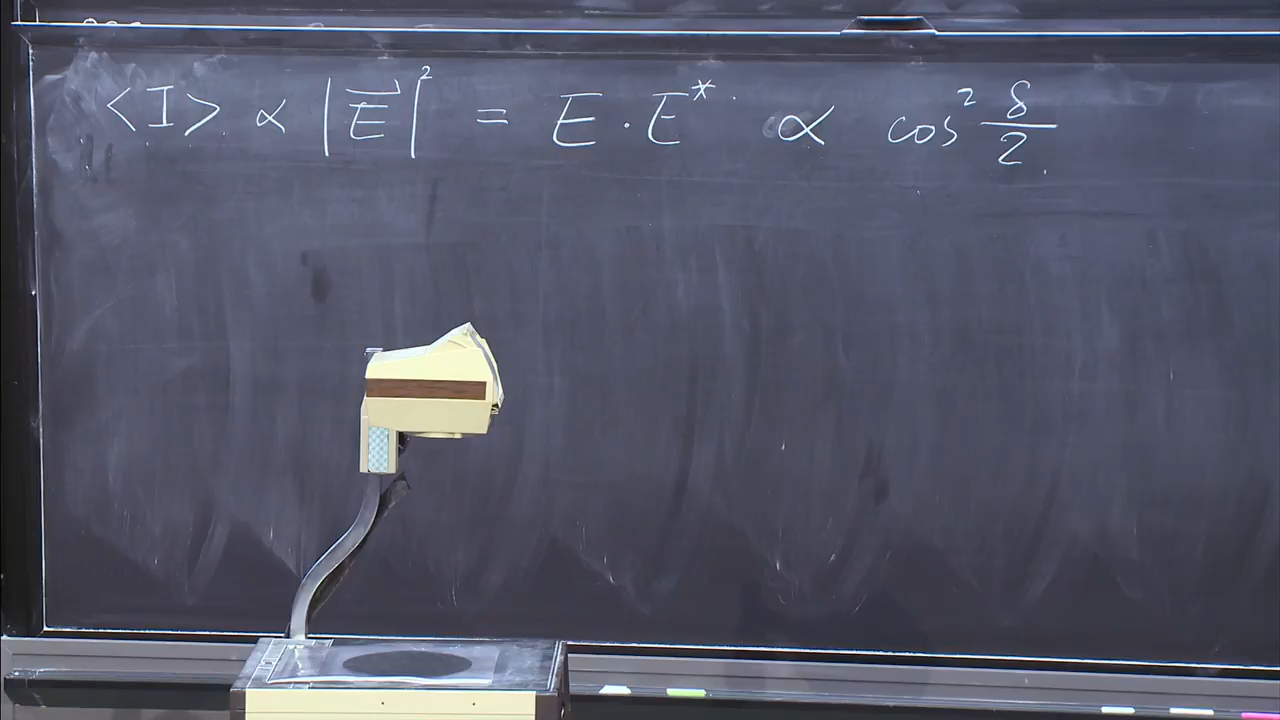 <I> ∝ |E⃗|² = E · E* ∝ cos² δ/2